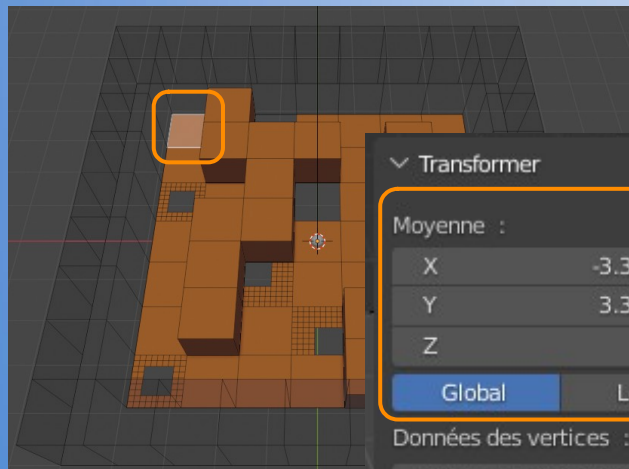 Transformer
Moyenne :
X -3.3
Y 3.3
Z
Global L
Données des vertices :